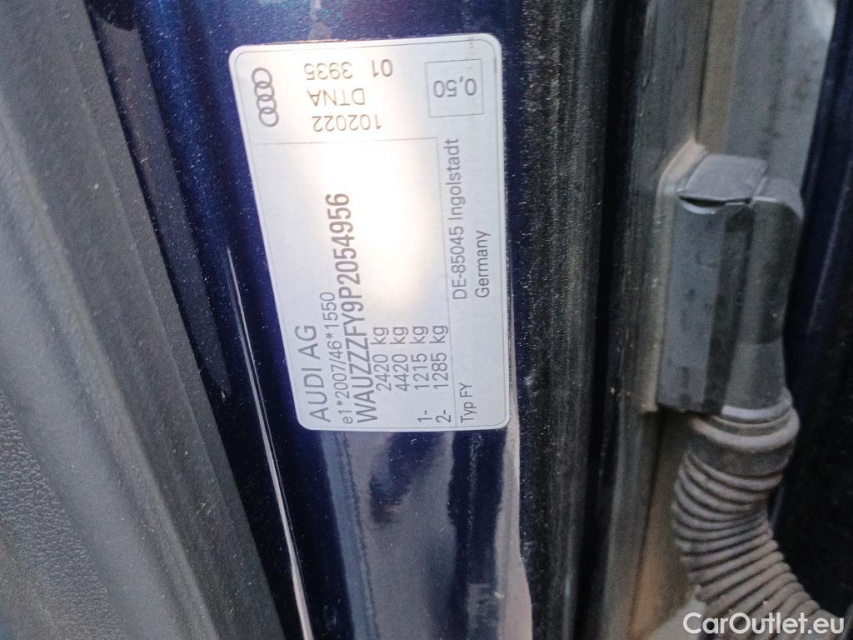 AUDI AG
e1*2007/46*1550
WAUZZZFY9P2054956
2420 kg
4420 kg
1- 1215 kg
2- 1285 kg
Typ FY
DE-85045 Ingolstadt
Germany
01 3935
DTNA
102022
0,50
CarOutlet.eu